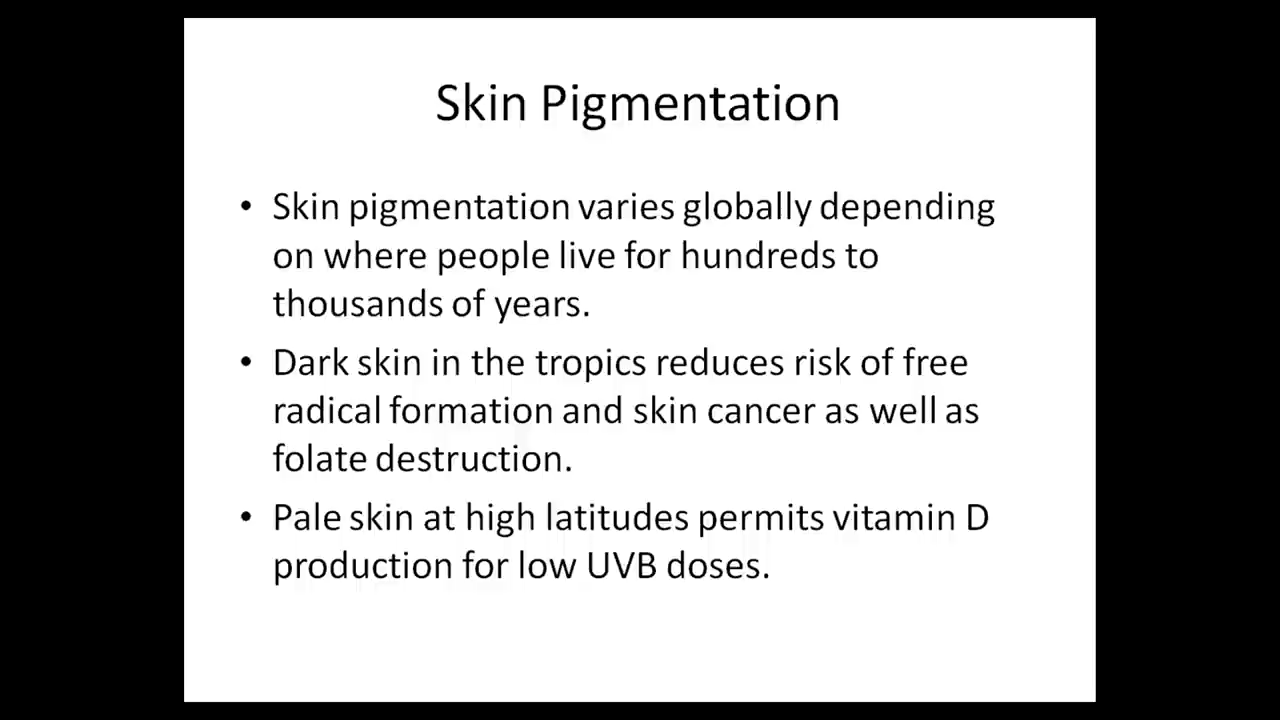 Skin Pigmentation
• Skin pigmentation varies globally depending
on where people live for hundreds to
thousands of years.
• Dark skin in the tropics reduces risk of free
radical formation and skin cancer as well as
folate destruction.
• Pale skin at high latitudes permits vitamin D
production for low UVB doses.